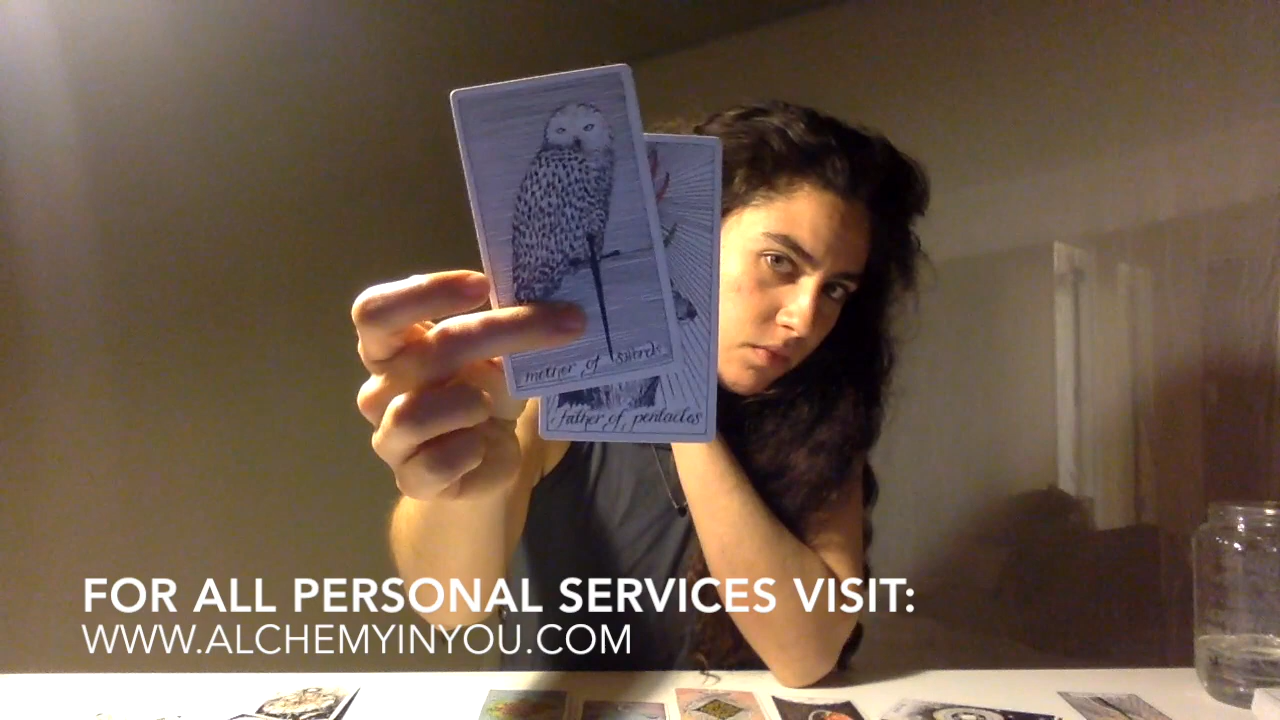 mother of swords
father of pentacles
FOR ALL PERSONAL SERVICES VISIT:
WWW.ALCHEMYINYOU.COM